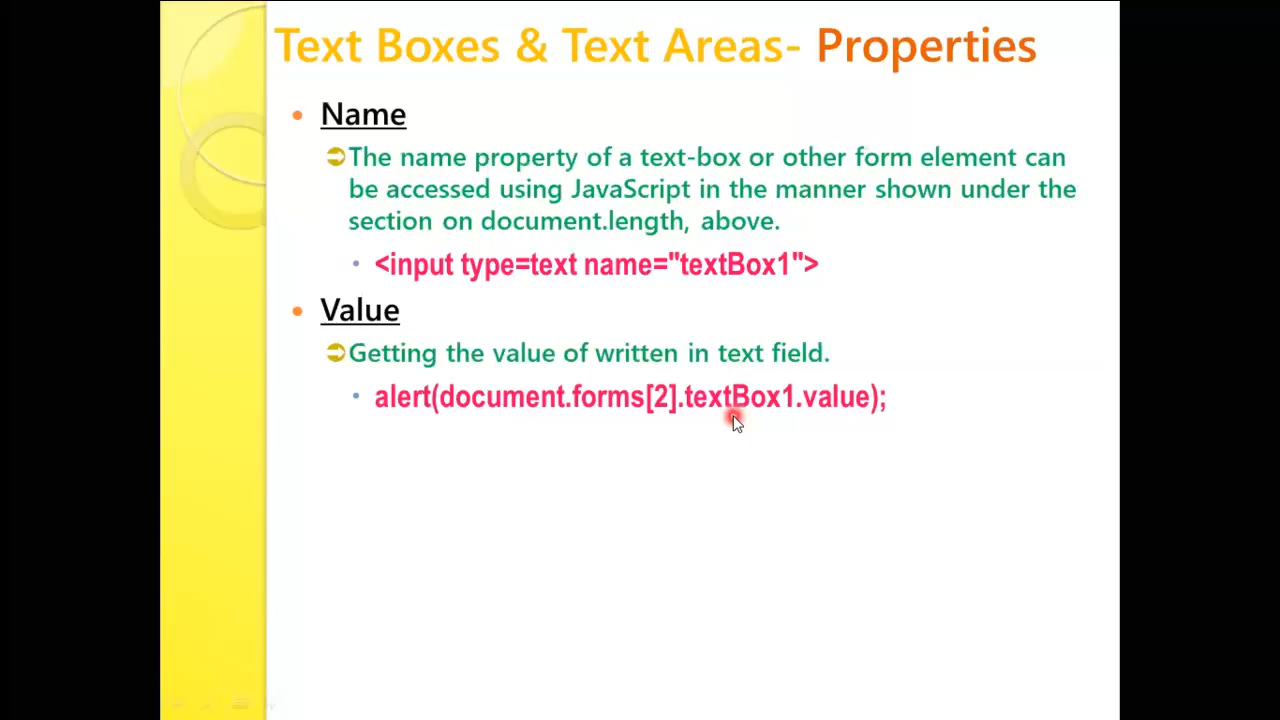 Text Boxes & Text Areas- Properties
• Name
The name property of a text-box or other form element can
be accessed using JavaScript in the manner shown under the
section on document.length, above.
• <input type=text name="textBox1">
• Value
Getting the value of written in text field.
• alert(document.forms[2].textBox1.value);